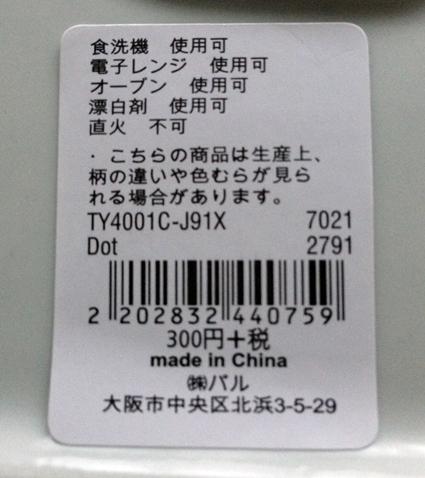 食洗機 使用可
電子レンジ 使用可
オーブン 使用可
漂白剤 使用可
直火 不可
・こちらの商品は生産上、
柄の違いや色むらが見ら
れる場合があります。
TY4001C-J91X 7021
Dot 2791
2 202832 440759
300円+税
made in China
㈱パル
大阪市中央区北浜3-5-29